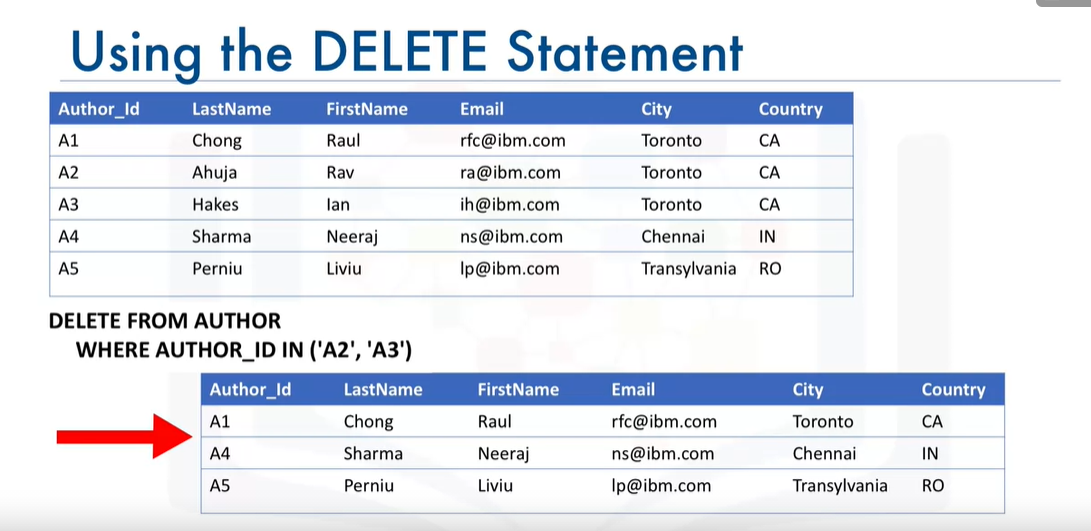 Using the DELETE Statement
Author_Id LastName FirstName Email City Country
A1 Chong Raul rfc@ibm.com Toronto CA
A2 Ahuja Rav ra@ibm.com Toronto CA
A3 Hakes Ian ih@ibm.com Toronto CA
A4 Sharma Neeraj ns@ibm.com Chennai IN
A5 Perniu Liviu lp@ibm.com Transylvania RO
DELETE FROM AUTHOR
WHERE AUTHOR_ID IN ('A2', 'A3')
Author_Id LastName FirstName Email City Country
A1 Chong Raul rfc@ibm.com Toronto CA
A4 Sharma Neeraj ns@ibm.com Chennai IN
A5 Perniu Liviu lp@ibm.com Transylvania RO